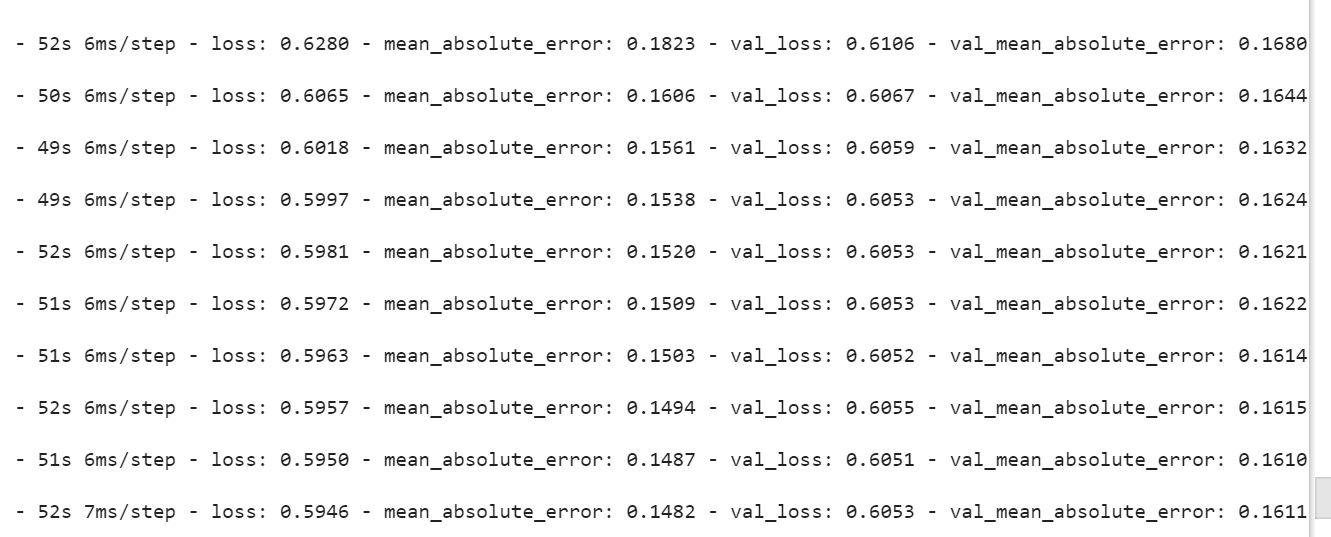 - 52s 6ms/step - loss: 0.6280 - mean_absolute_error: 0.1823 - val_loss: 0.6106 - val_mean_absolute_error: 0.1680
- 50s 6ms/step - loss: 0.6065 - mean_absolute_error: 0.1606 - val_loss: 0.6067 - val_mean_absolute_error: 0.1644
- 49s 6ms/step - loss: 0.6018 - mean_absolute_error: 0.1561 - val_loss: 0.6059 - val_mean_absolute_error: 0.1632
- 49s 6ms/step - loss: 0.5997 - mean_absolute_error: 0.1538 - val_loss: 0.6053 - val_mean_absolute_error: 0.1624
- 52s 6ms/step - loss: 0.5981 - mean_absolute_error: 0.1520 - val_loss: 0.6053 - val_mean_absolute_error: 0.1621
- 51s 6ms/step - loss: 0.5972 - mean_absolute_error: 0.1509 - val_loss: 0.6053 - val_mean_absolute_error: 0.1622
- 51s 6ms/step - loss: 0.5963 - mean_absolute_error: 0.1503 - val_loss: 0.6052 - val_mean_absolute_error: 0.1614
- 52s 6ms/step - loss: 0.5957 - mean_absolute_error: 0.1494 - val_loss: 0.6055 - val_mean_absolute_error: 0.1615
- 51s 6ms/step - loss: 0.5950 - mean_absolute_error: 0.1487 - val_loss: 0.6051 - val_mean_absolute_error: 0.1610
- 52s 7ms/step - loss: 0.5946 - mean_absolute_error: 0.1482 - val_loss: 0.6053 - val_mean_absolute_error: 0.1611